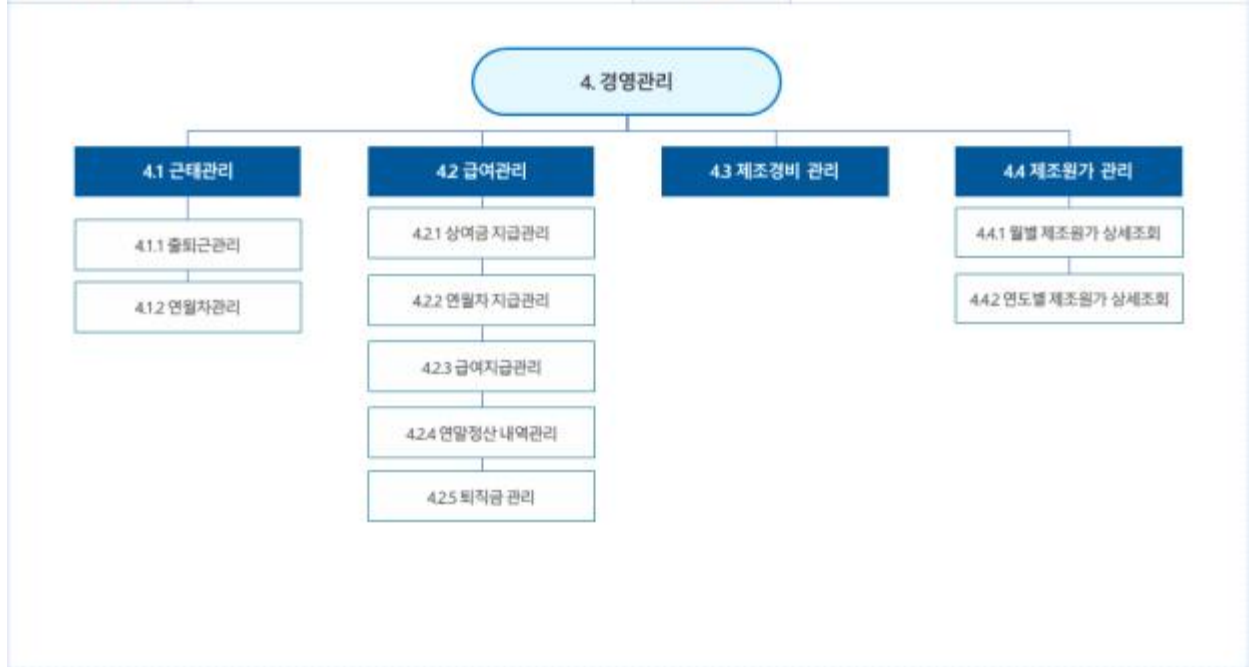 4. 경영관리
4.1 근태관리
4.1.1 출퇴근관리
4.1.2 연월차관리
4.2 급여관리
4.2.1 상여금 지급관리
4.2.2 연월차 지급관리
4.2.3 급여지급관리
4.2.4 연말정산 내역관리
4.2.5 퇴직금 관리
4.3 제조경비 관리
4.4 제조원가 관리
4.4.1 월별 제조원가 상세조회
4.4.2 연도별 제조원가 상세조회